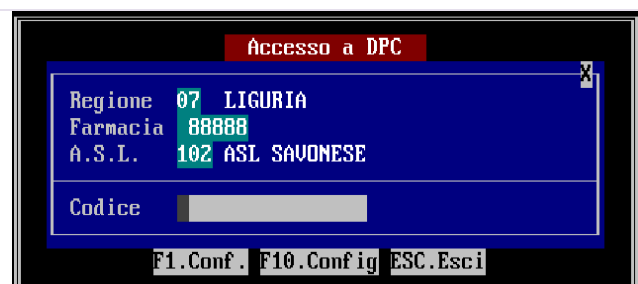 Accesso a DPC
X
Regione 07 LIGURIA
Farmacia 88888
A.S.L. 102 ASL SAVONESE
Codice
F1.Conf. F10.Config ESC.Esci